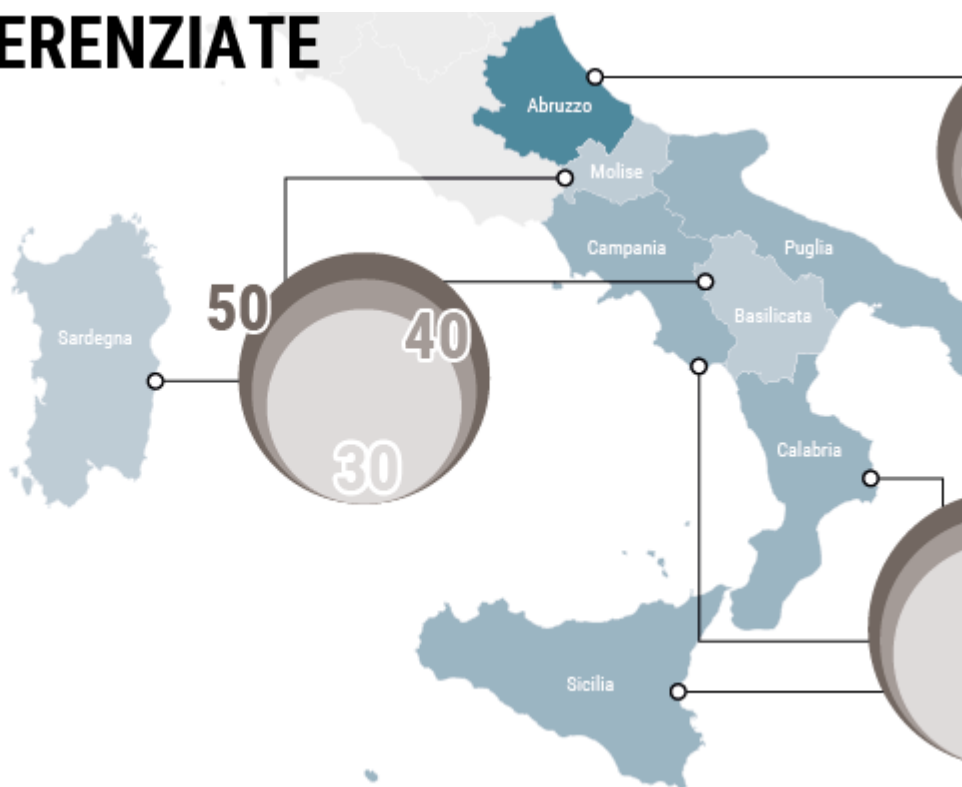 ERENZIATE
Abruzzo
Molise
Campania
Puglia
50
40
Basilicata
Sardegna
30
Calabria
Sicilia